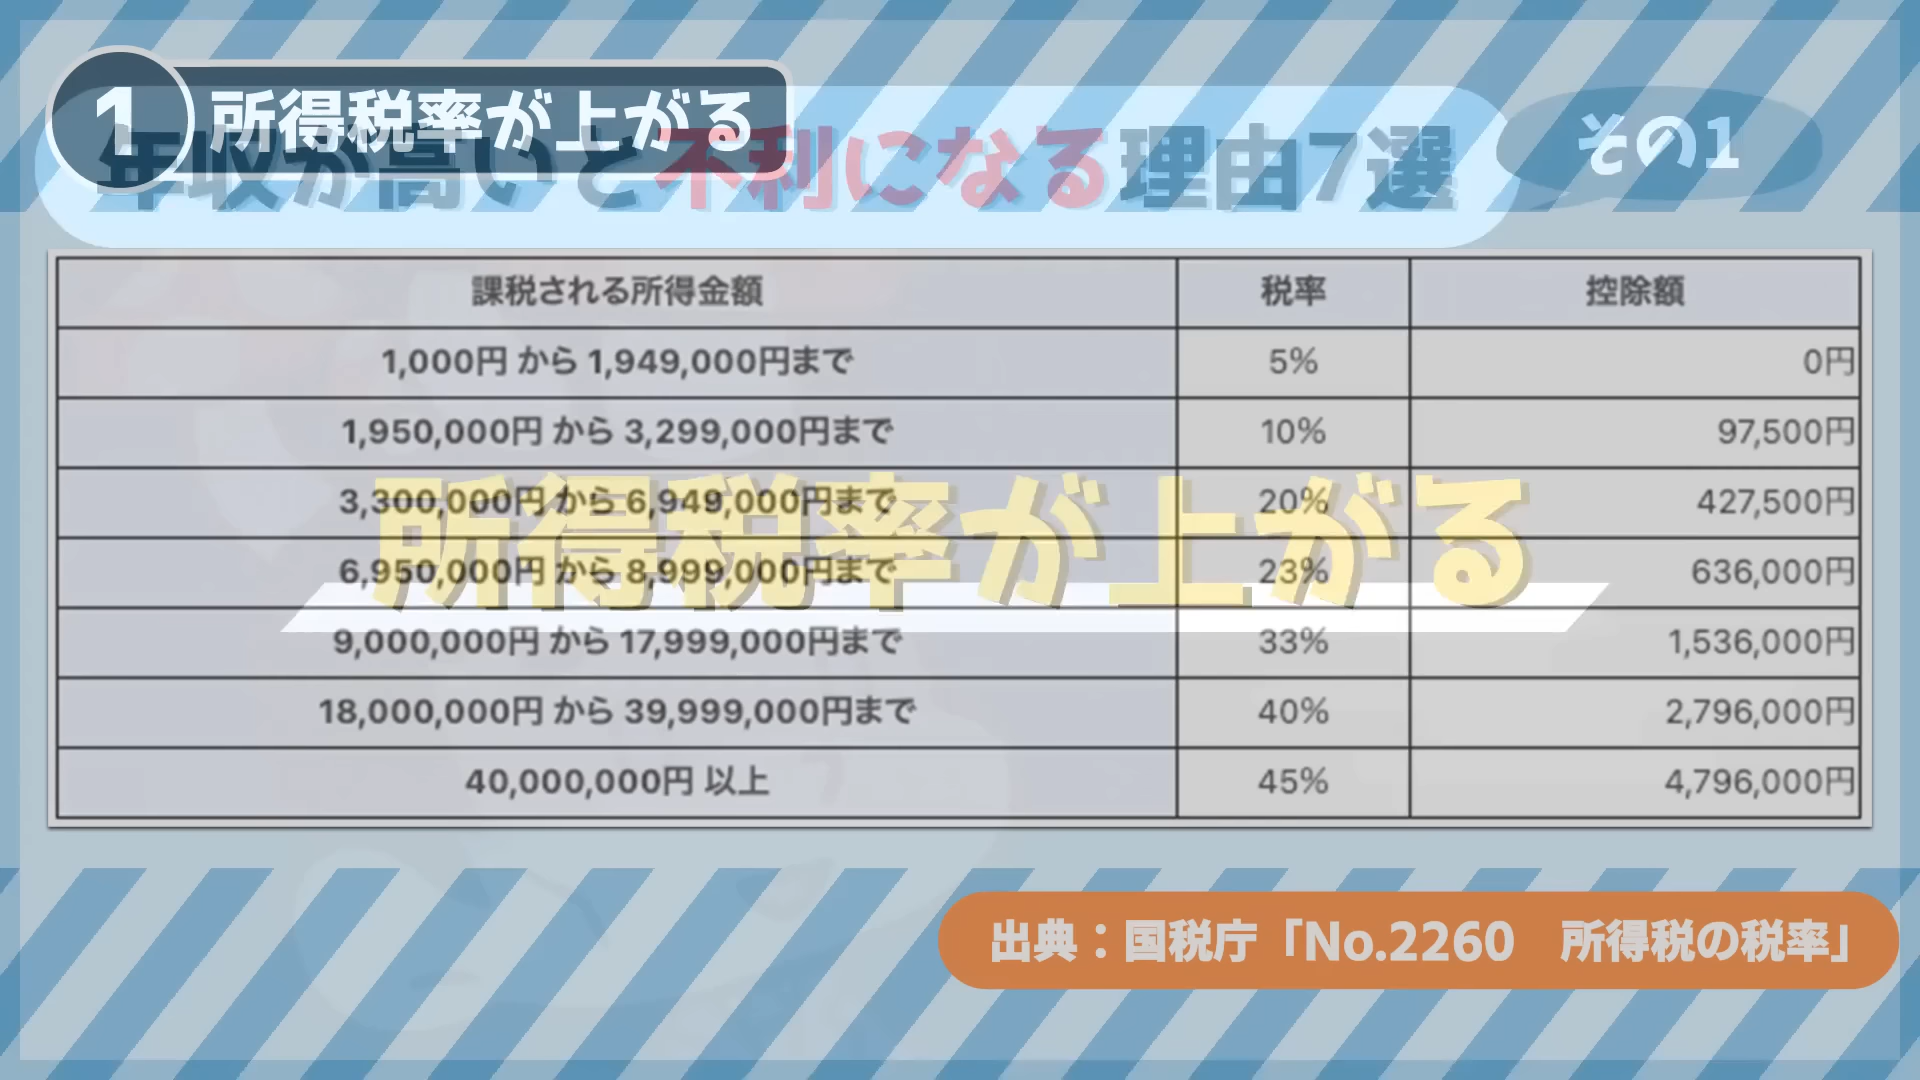 1 所得税率が上がる
年収が高いと不利になる理由7選
その1
課税される所得金額 税率 控除額
1,000円 から 1,949,000円まで 5% 0円
1,950,000円 から 3,299,000円まで 10% 97,500円
3,300,000円 から 6,949,000円まで 20% 427,500円
所得税率が上がる
6,950,000円 から 8,999,000円まで 23% 636,000円
9,000,000円 から 17,999,000円まで 33% 1,536,000円
18,000,000円 から 39,999,000円まで 40% 2,796,000円
40,000,000円 以上 45% 4,796,000円
出典：国税庁「No.2260　所得税の税率」